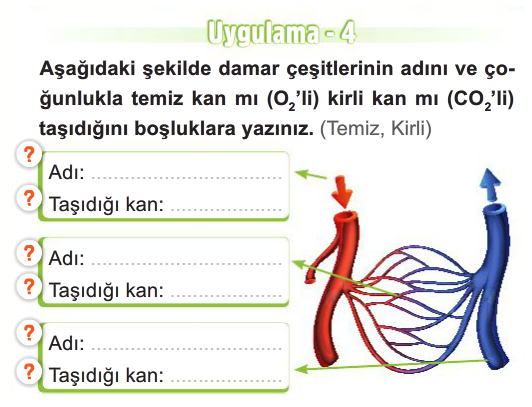 Uygulama - 4
Aşağıdaki şekilde damar çeşitlerinin adını ve ço-
ğunlukla temiz kan mı (O₂'li) kirli kan mı (CO₂'li)
taşıdığını boşluklara yazınız. (Temiz, Kirli)
? Adı: ......................................
? Taşıdığı kan: ......................
? Adı: ......................................
? Taşıdığı kan: ......................
? Adı: ......................................
? Taşıdığı kan: ......................